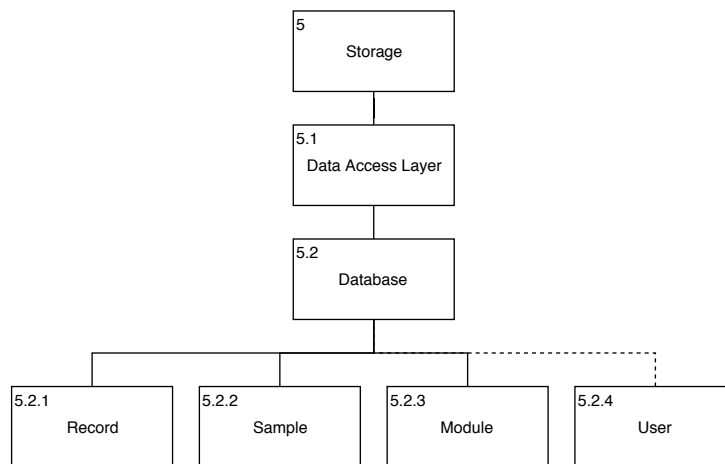 5
Storage
5.1
Data Access Layer
5.2
Database
5.2.1
Record
5.2.2
Sample
5.2.3
Module
5.2.4
User